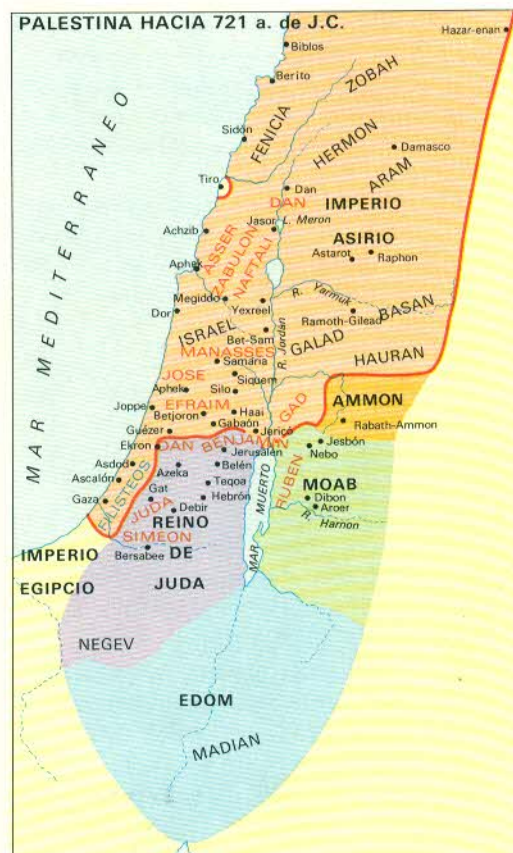 PALESTINA HACIA 721 a. de J.C.
Hazar-enan
Biblos
Berito
ZOBAH
MAR MEDITERRANEO
Sidón
FENICIA
HERMON
Damasco
ARAM
Tiro
Dan
DAN
IMPERIO
ASIRIO
Jasor
L. Meron
Achzib
ASSER
ZABULON
NAFTALI
Astarot
Raphon
Aphek
Megiddo
Yexreel
R. Yarmuk
BASAN
Dor
ISRAEL
Bet-Sam
R. Jordán
Ramoth-Gilead
GALAD
HAURAN
MANASSES
Samaria
JOSE
Siquem
Aphek
Silo
EFRAIM
GAD
AMMON
Joppe
Betjoron
Haai
Gabaón
Rabath-Ammon
Guézer
Jericó
Ekron
DAN
BENJAMIN
Jerusalén
Jesbón
Nebo
Asdod
FILISTEOS
Azeka
Belén
RUBEN
MOAB
Ascalón
Teqoa
Gat
Hebrón
MUERTO
Dibon
Gaza
JUDA
Debir
Aroer
REINO
R. Harnon
SIMEON
IMPERIO
Bersabee
DE
MAR
EGIPCIO
JUDA
NEGEV
EDOM
MADIAN